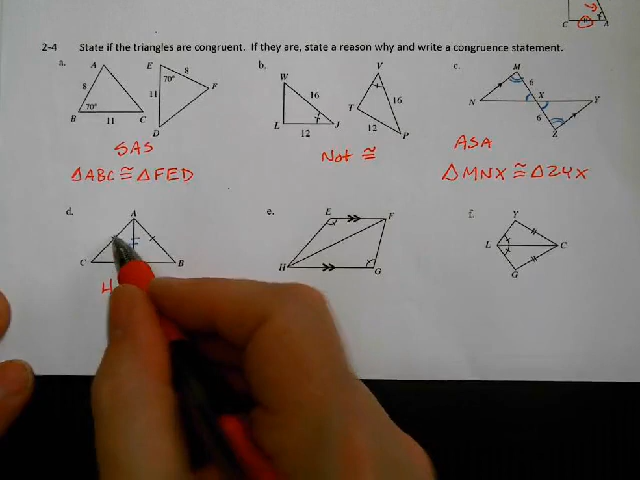 C A
2-4 State if the triangles are congruent. If they are, state a reason why and write a congruence statement.
a. A B C 8 70° 11 E F D 8 70° 11
b. W L J 16 12 V T P 16 12
c. M N X Y Z 6 6
SAS
△ABC ≅ △FED
Not ≅
ASA
△MNX ≅ △ZYX
d. A C B
e. E F H G
f. Y L C G
H